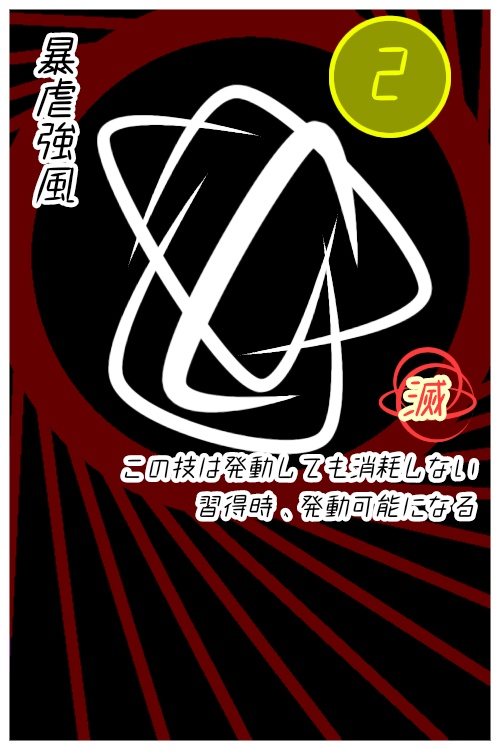 暴虐強風
2
滅
この技は発動しても消耗しない
習得時、発動可能になる